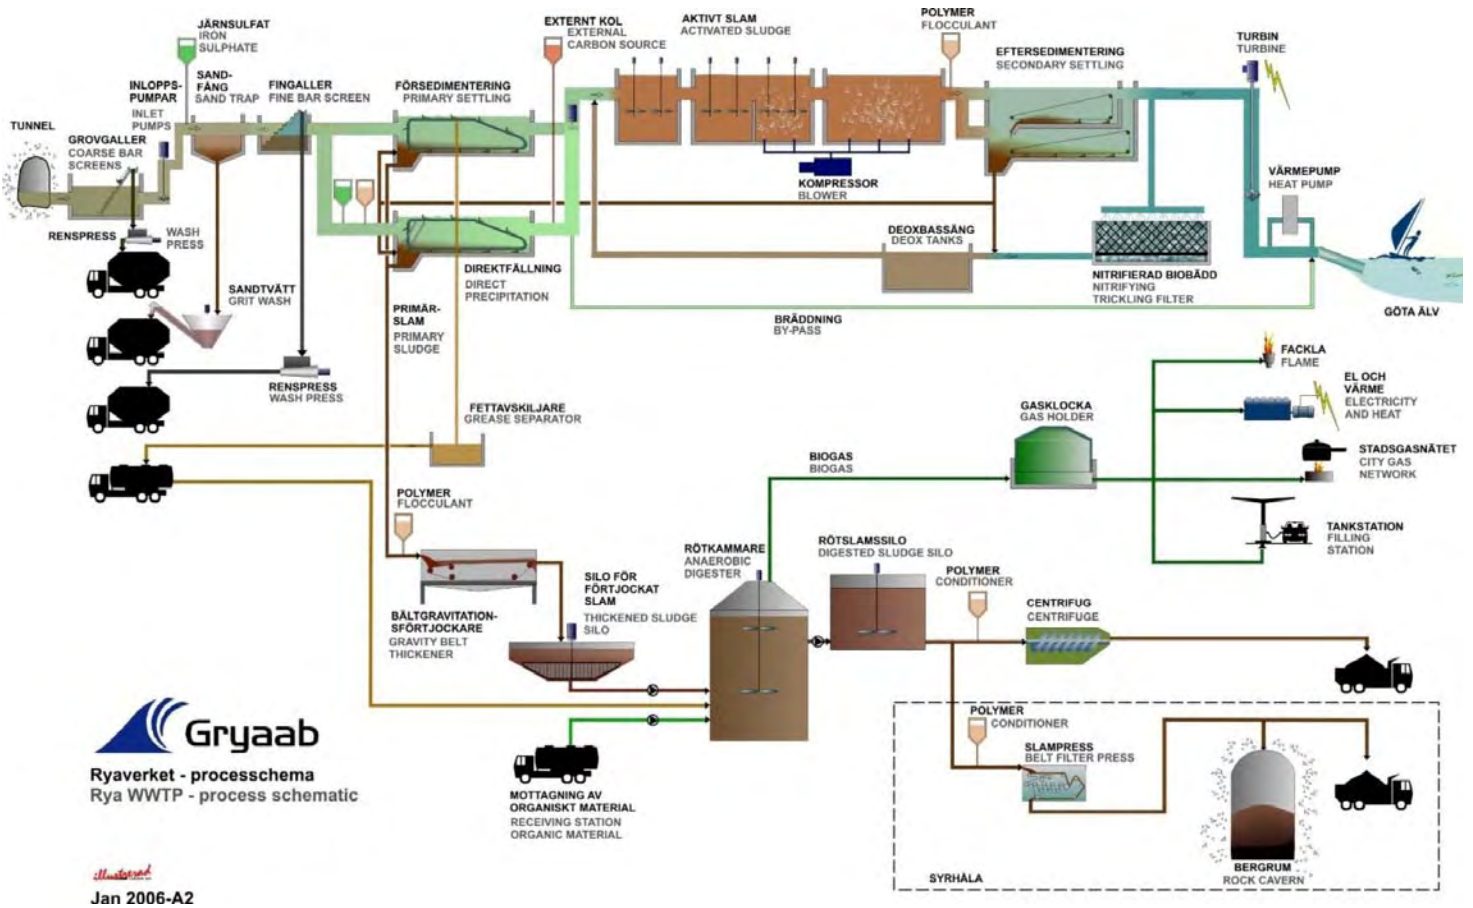 JÄRNSULFAT
IRON
SULPHATE
EXTERNT KOL
EXTERNAL
CARBON SOURCE
AKTIVT SLAM
ACTIVATED SLUDGE
POLYMER
FLOCCULANT
EFTERSEDIMENTERING
SECONDARY SETTLING
TURBIN
TURBINE
INLOPPS-
PUMPAR
INLET
PUMPS
SAND-
FÅNG
SAND TRAP
FINGALLER
FINE BAR SCREEN
FÖRSEDIMENTERING
PRIMARY SETTLING
TUNNEL
GROVGALLER
COARSE BAR
SCREENS
KOMPRESSOR
BLOWER
VÄRMEPUMP
HEAT PUMP
RENSPRESS
WASH
PRESS
DEOXBASSÄNG
DEOX TANKS
DIREKTFÄLLNING
DIRECT
PRECIPITATION
NITRIFIERAD BIOBÄDD
NITRIFYING
TRICKLING FILTER
SANDTVÄTT
GRIT WASH
PRIMÄR-
SLAM
PRIMARY
SLUDGE
BRÄDDNING
BY-PASS
GÖTA ÄLV
FACKLA
FLAME
RENSPRESS
WASH PRESS
EL OCH
VÄRME
ELECTRICITY
AND HEAT
FETTAVSKILJARE
GREASE SEPARATOR
GASKLOCKA
GAS HOLDER
BIOGAS
BIOGAS
STADSGASNÄTET
CITY GAS
NETWORK
POLYMER
FLOCCULANT
TANKSTATION
FILLING
STATION
RÖTKAMMARE
ANAEROBIC
DIGESTER
RÖTSLAMSSILO
DIGESTED SLUDGE SILO
POLYMER
CONDITIONER
SILO FÖR
FÖRTJOCKAT
SLAM
THICKENED SLUDGE
SILO
BÄLTGRAVITATION-
SFÖRTJOCKARE
GRAVITY BELT
THICKENER
CENTRIFUG
CENTRIFUGE
Gryaab
Ryaverket - processchema
Rya WWTP - process schematic
POLYMER
CONDITIONER
SLAMPRESS
BELT FILTER PRESS
MOTTAGNING AV
ORGANISKT MATERIAL
RECEIVING STATION
ORGANIC MATERIAL
BERGRUM
ROCK CAVERN
SYRHÅLA
illustrerad
Jan 2006-A2